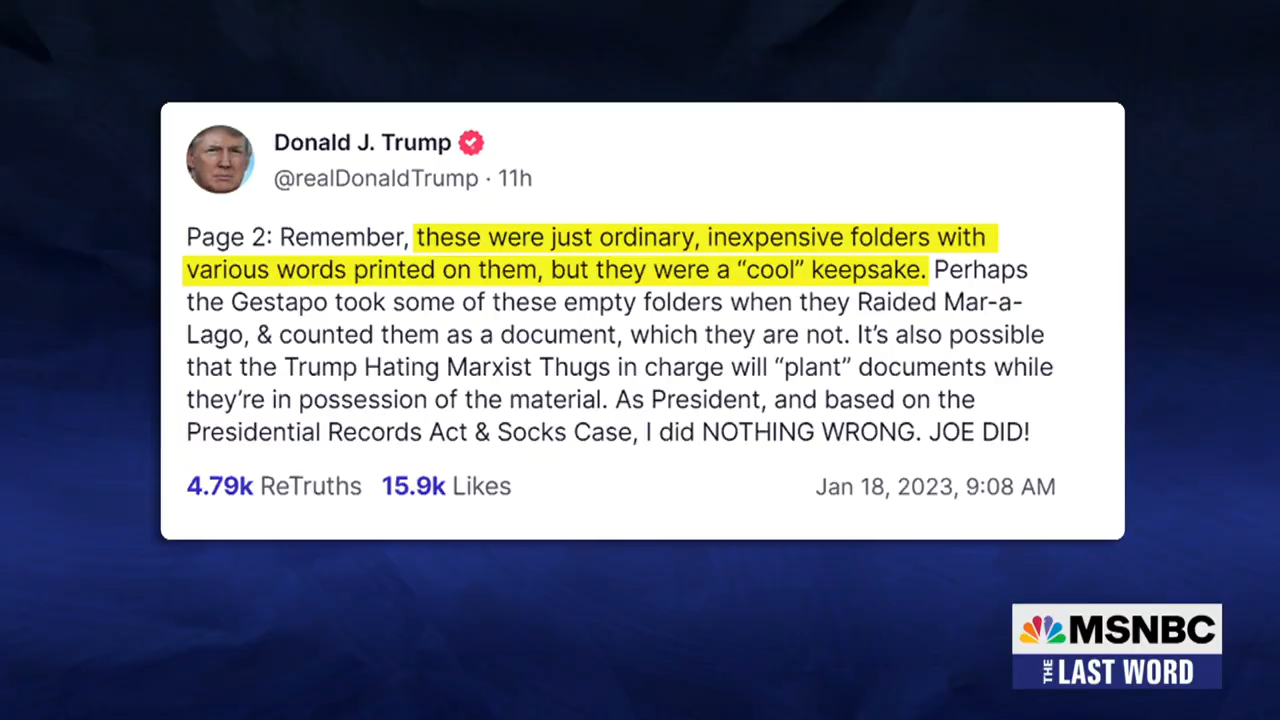 Donald J. Trump
@realDonaldTrump · 11h
Page 2: Remember, these were just ordinary, inexpensive folders with
various words printed on them, but they were a “cool” keepsake. Perhaps
the Gestapo took some of these empty folders when they Raided Mar-a-
Lago, & counted them as a document, which they are not. It’s also possible
that the Trump Hating Marxist Thugs in charge will “plant” documents while
they’re in possession of the material. As President, and based on the
Presidential Records Act & Socks Case, I did NOTHING WRONG. JOE DID!
4.79k ReTruths 15.9k Likes Jan 18, 2023, 9:08 AM
MSNBC
THE LAST WORD